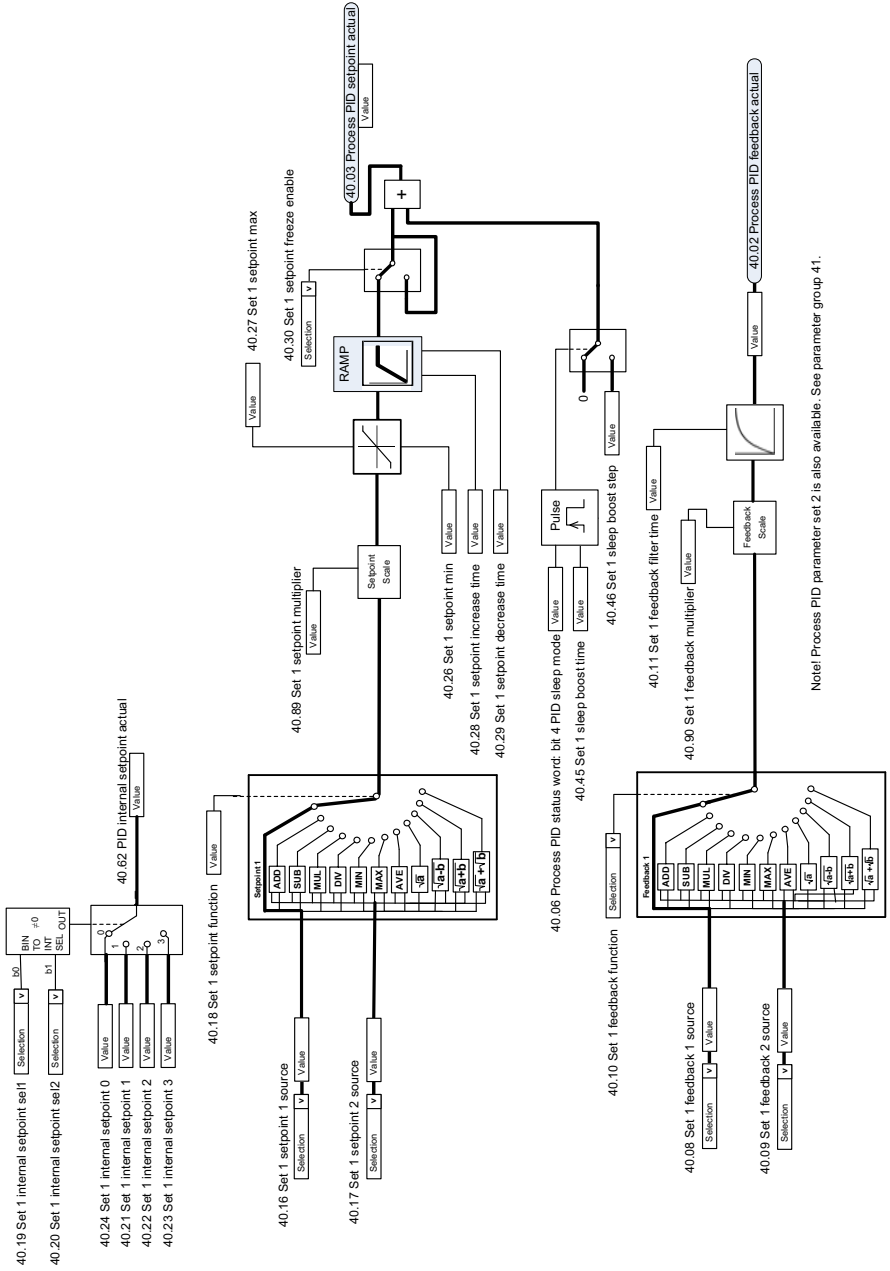 40.19 Set 1 internal setpoint sel1
Selection
v
b0
40.20 Set 1 internal setpoint sel2
Selection
v
b1
BIN
TO
INT
SEL
≠0
OUT
40.24 Set 1 internal setpoint 0
Value
0
40.21 Set 1 internal setpoint 1
Value
1
40.22 Set 1 internal setpoint 2
Value
2
40.23 Set 1 internal setpoint 3
Value
3
40.62 PID internal setpoint actual
Value
40.18 Set 1 setpoint function
Value
40.16 Set 1 setpoint 1 source
Selection
v
Value
40.17 Set 1 setpoint 2 source
Selection
v
Value
Setpoint 1
ADD
SUB
MUL
DIV
MIN
MAX
AVE
√a
√a-b
√a+b
√a +√b
40.89 Set 1 setpoint multiplier
Value
Setpoint
Scale
40.27 Set 1 setpoint max
Value
40.26 Set 1 setpoint min
Value
40.28 Set 1 setpoint increase time
Value
40.29 Set 1 setpoint decrease time
Value
RAMP
40.30 Set 1 setpoint freeze enable
Selection
v
+
40.03 Process PID setpoint actual
Value
40.06 Process PID status word: bit 4 PID sleep mode
Value
40.45 Set 1 sleep boost time
Value
Pulse
0
40.46 Set 1 sleep boost step
Value
40.10 Set 1 feedback function
Selection
v
40.08 Set 1 feedback 1 source
Selection
v
Value
40.09 Set 1 feedback 2 source
Selection
v
Value
Feedback 1
ADD
SUB
MUL
DIV
MIN
MAX
AVE
√a
√a-b
√a+b
√a +√b
40.90 Set 1 feedback multiplier
Value
Feedback
Scale
40.11 Set 1 feedback filter time
Value
Value
40.02 Process PID feedback actual
Note! Process PID parameter set 2 is also available. See parameter group 41.